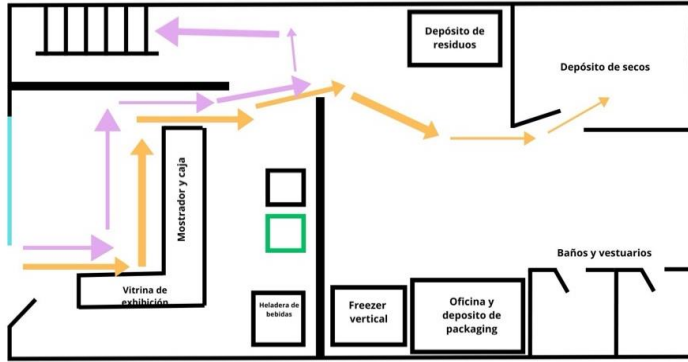 Depósito de
residuos
Depósito de secos
Mostrador y caja
Baños y vestuarios
Vitrina de
exhibición
Heladera de
bebidas
Freezer
vertical
Oficina y
deposito de
packaging